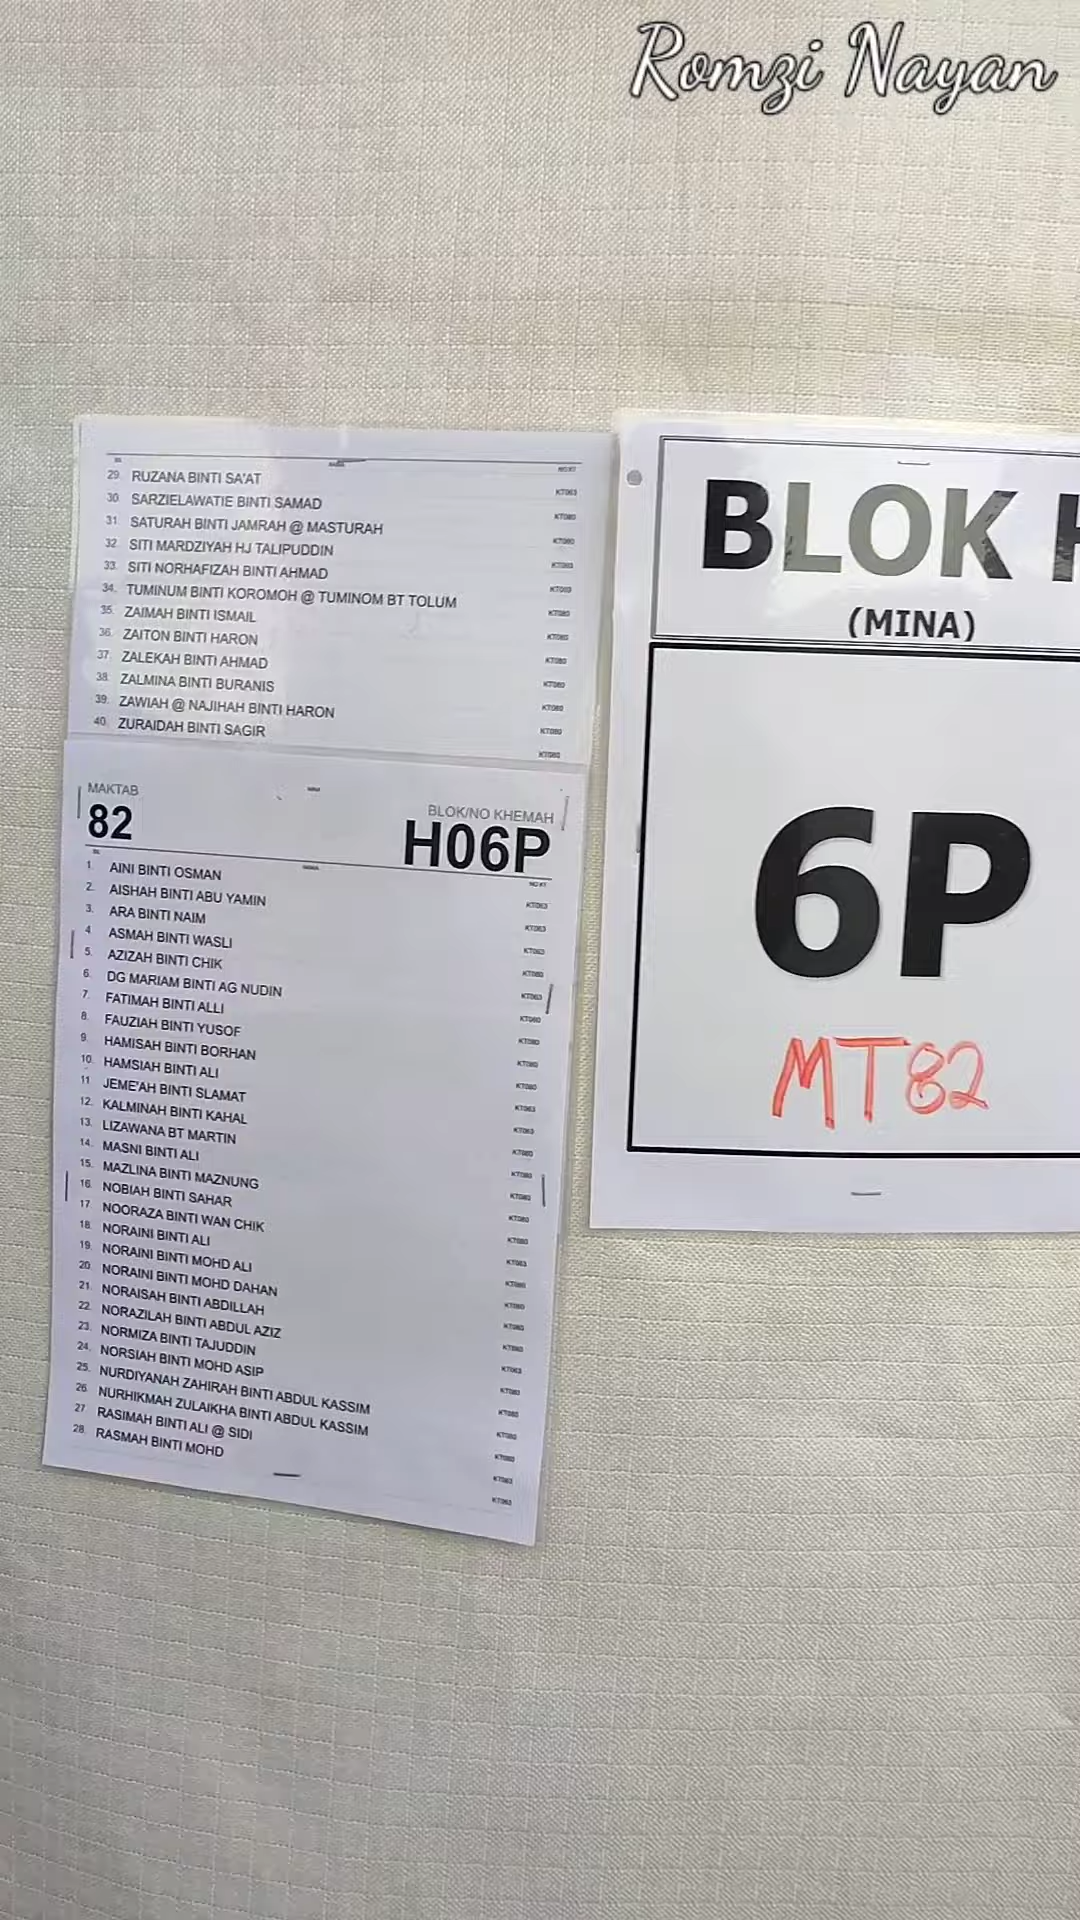 Romzi Nayan
29. RUZANA BINTI SA'AT
30. SARZIELAWATIE BINTI SAMAD
31. SATURAH BINTI JAMRAH @ MASTURAH
32. SITI MARDZIYAH HJ TALIPUDDIN
33. SITI NORHAFIZAH BINTI AHMAD
34. TUMINUM BINTI KOROMOH @ TUMINOM BT TOLUM
35. ZAIMAH BINTI ISMAIL
36. ZAITON BINTI HARON
37. ZALEKAH BINTI AHMAD
38. ZALMINA BINTI BURANIS
39. ZAWIAH @ NAJIHAH BINTI HARON
40. ZURAIDAH BINTI SAGIR
MAKTAB
82
BLOK/NO KHEMAH
H06P
1. AINI BINTI OSMAN
2. AISHAH BINTI ABU YAMIN
3. ARA BINTI NAIM
4. ASMAH BINTI WASLI
5. AZIZAH BINTI CHIK
6. DG MARIAM BINTI AG NUDIN
7. FATIMAH BINTI ALLI
8. FAUZIAH BINTI YUSOF
9. HAMISAH BINTI BORHAN
10. HAMSIAH BINTI ALI
11. JEME'AH BINTI SLAMAT
12. KALMINAH BINTI KAHAL
13. LIZAWANA BT MARTIN
14. MASNI BINTI ALI
15. MAZLINA BINTI MAZNUNG
16. NOBIAH BINTI SAHAR
17. NOORAZA BINTI WAN CHIK
18. NORAINI BINTI ALI
19. NORAINI BINTI MOHD ALI
20. NORAINI BINTI MOHD DAHAN
21. NORAISAH BINTI ABDILLAH
22. NORAZILAH BINTI ABDUL AZIZ
23. NORMIZA BINTI TAJUDDIN
24. NORSIAH BINTI MOHD ASIP
25. NURDIYANAH ZAHIRAH BINTI ABDUL KASSIM
26. NURHIKMAH ZULAIKHA BINTI ABDUL KASSIM
27. RASIMAH BINTI ALI @ SIDI
28. RASMAH BINTI MOHD
BLOK
(MINA)
6P
MT82